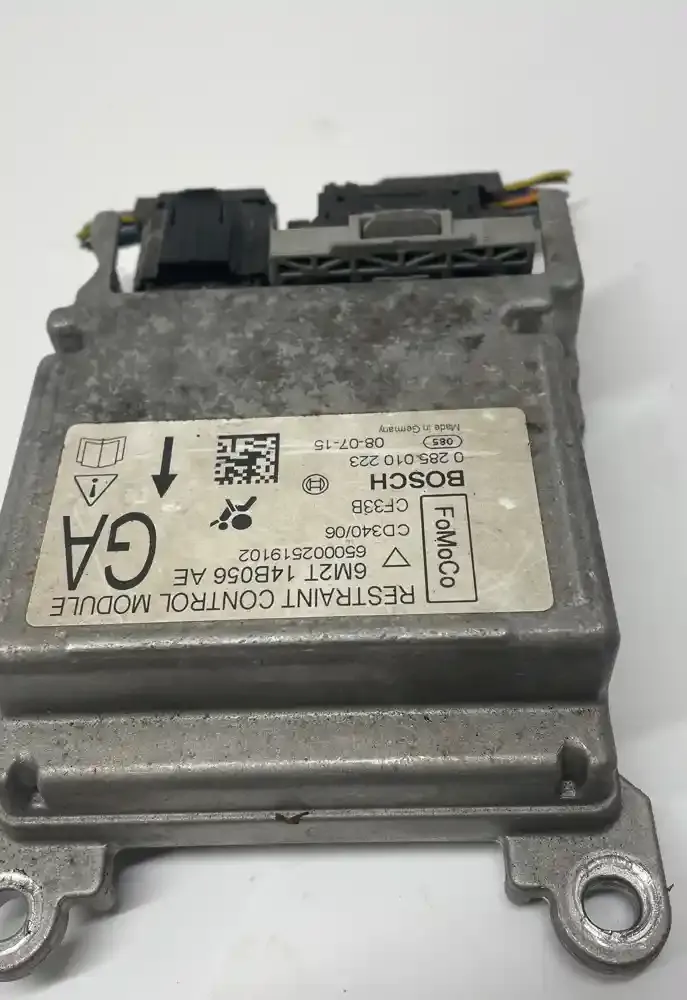 RESTRAINT CONTROL MODULE
FoMoCo
6M2T 14B056 AE
650002519102
CD340/06
CF33B
GA
BOSCH
0 285 010 223
085
08-07-15
Made in Germany